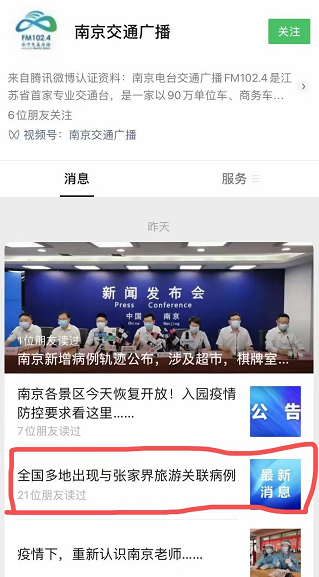 FM102.4
南京交通广播
关注
来自腾讯微博认证资料：南京电台交通广播FM102.4是江
苏省首家专业交通台，是一家以90万单位车、商务车...
6位朋友关注
视频号：南京交通广播
消息
服务
昨天
新闻发布会
Press Conference
中国 南京
China Nanjing
1位朋友读过
南京新增病例轨迹公布，涉及超市，棋牌室...
南京各景区今天恢复开放！入园疫情
防控要求看这里......
7位朋友读过
公告
全国多地出现与张家界旅游关联病例
21位朋友读过
最新
消息
疫情下，重新认识南京老师......